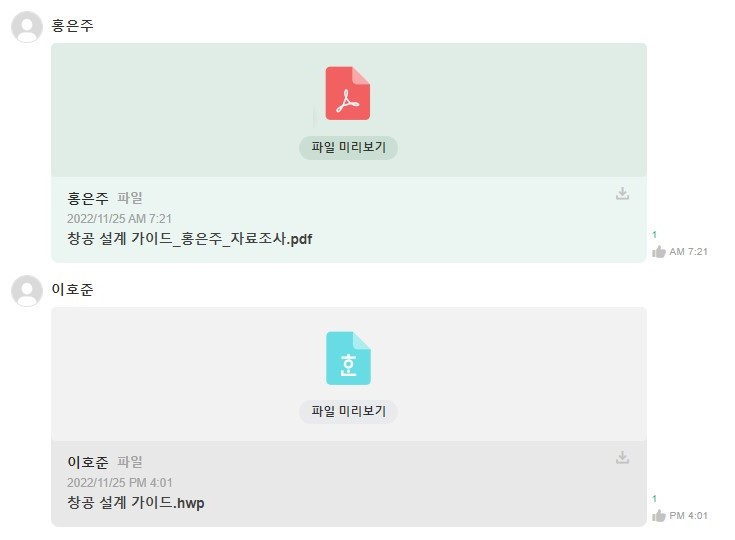 홍은주
파일 미리보기
홍은주 파일
2022/11/25 AM 7:21
창공 설계 가이드_홍은주_자료조사.pdf
1
AM 7:21
이호준
호
파일 미리보기
이호준 파일
2022/11/25 PM 4:01
창공 설계 가이드.hwp
1
PM 4:01